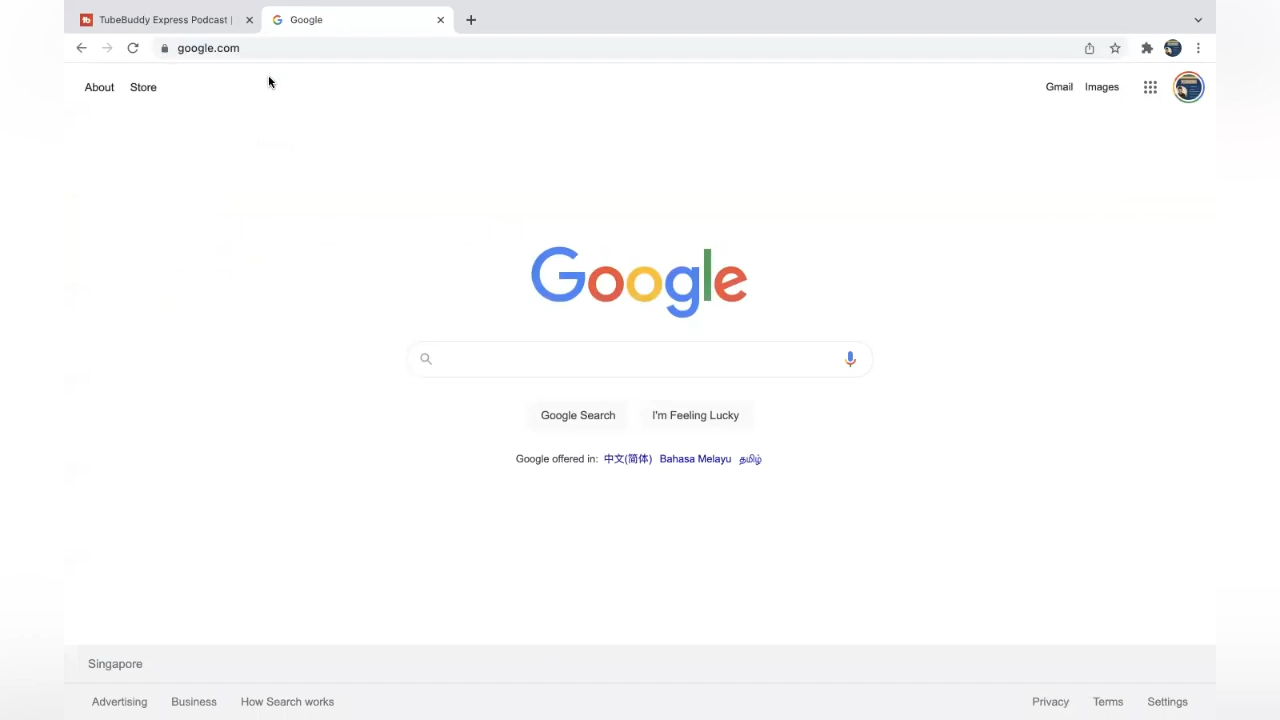 TubeBuddy Express Podcast |
Google
google.com
About Store
Gmail Images
Google
Google Search I'm Feeling Lucky
Google offered in: 中文(简体) Bahasa Melayu தமிழ்
Singapore
Advertising Business How Search works
Privacy Terms Settings